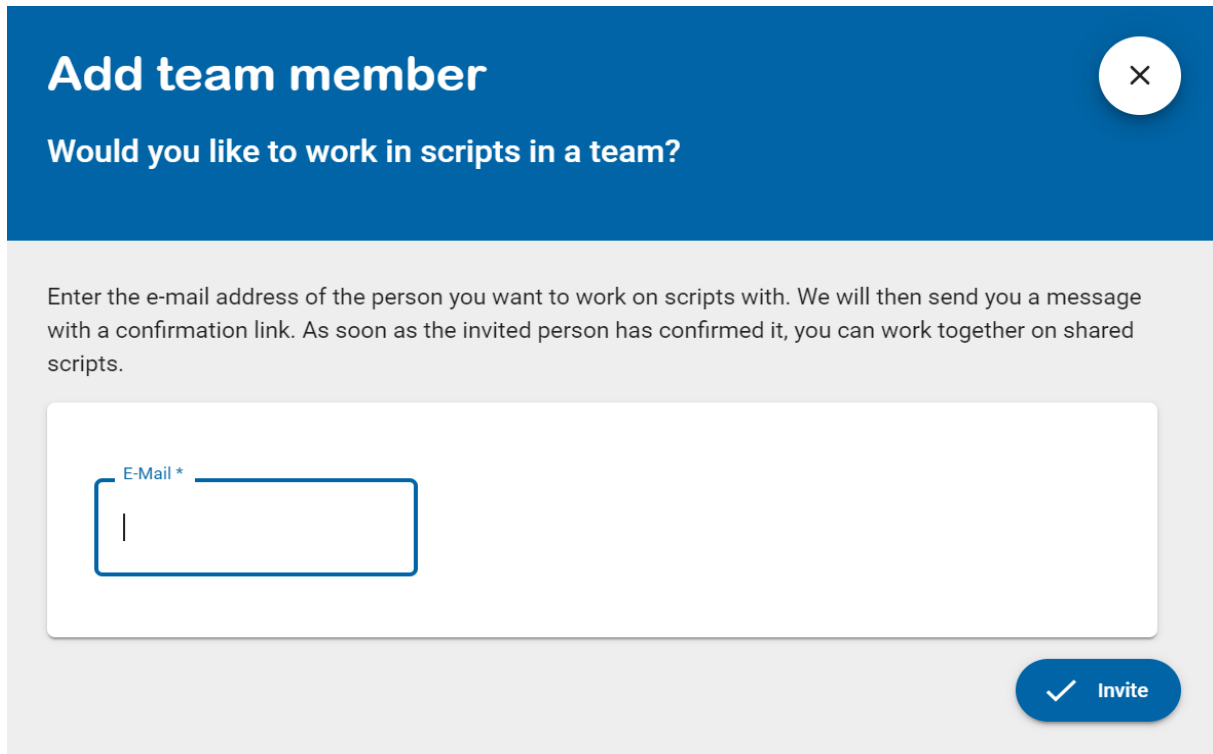 Add team member
Would you like to work in scripts in a team?
Enter the e-mail address of the person you want to work on scripts with. We will then send you a message
with a confirmation link. As soon as the invited person has confirmed it, you can work together on shared
scripts.
E-Mail *
Invite